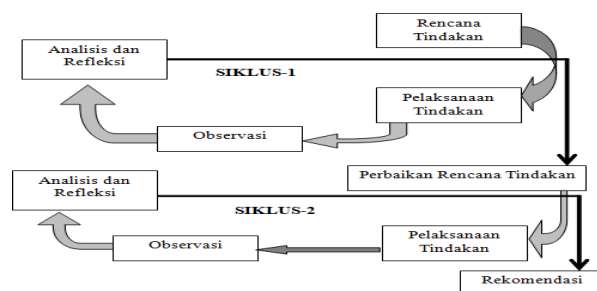 Rencana
Tindakan
Analisis dan
Refleksi
SIKLUS-1
Pelaksanaan
Tindakan
Observasi
Perbaikan Rencana Tindakan
Analisis dan
Refleksi
SIKLUS-2
Pelaksanaan
Tindakan
Observasi
Rekomendasi